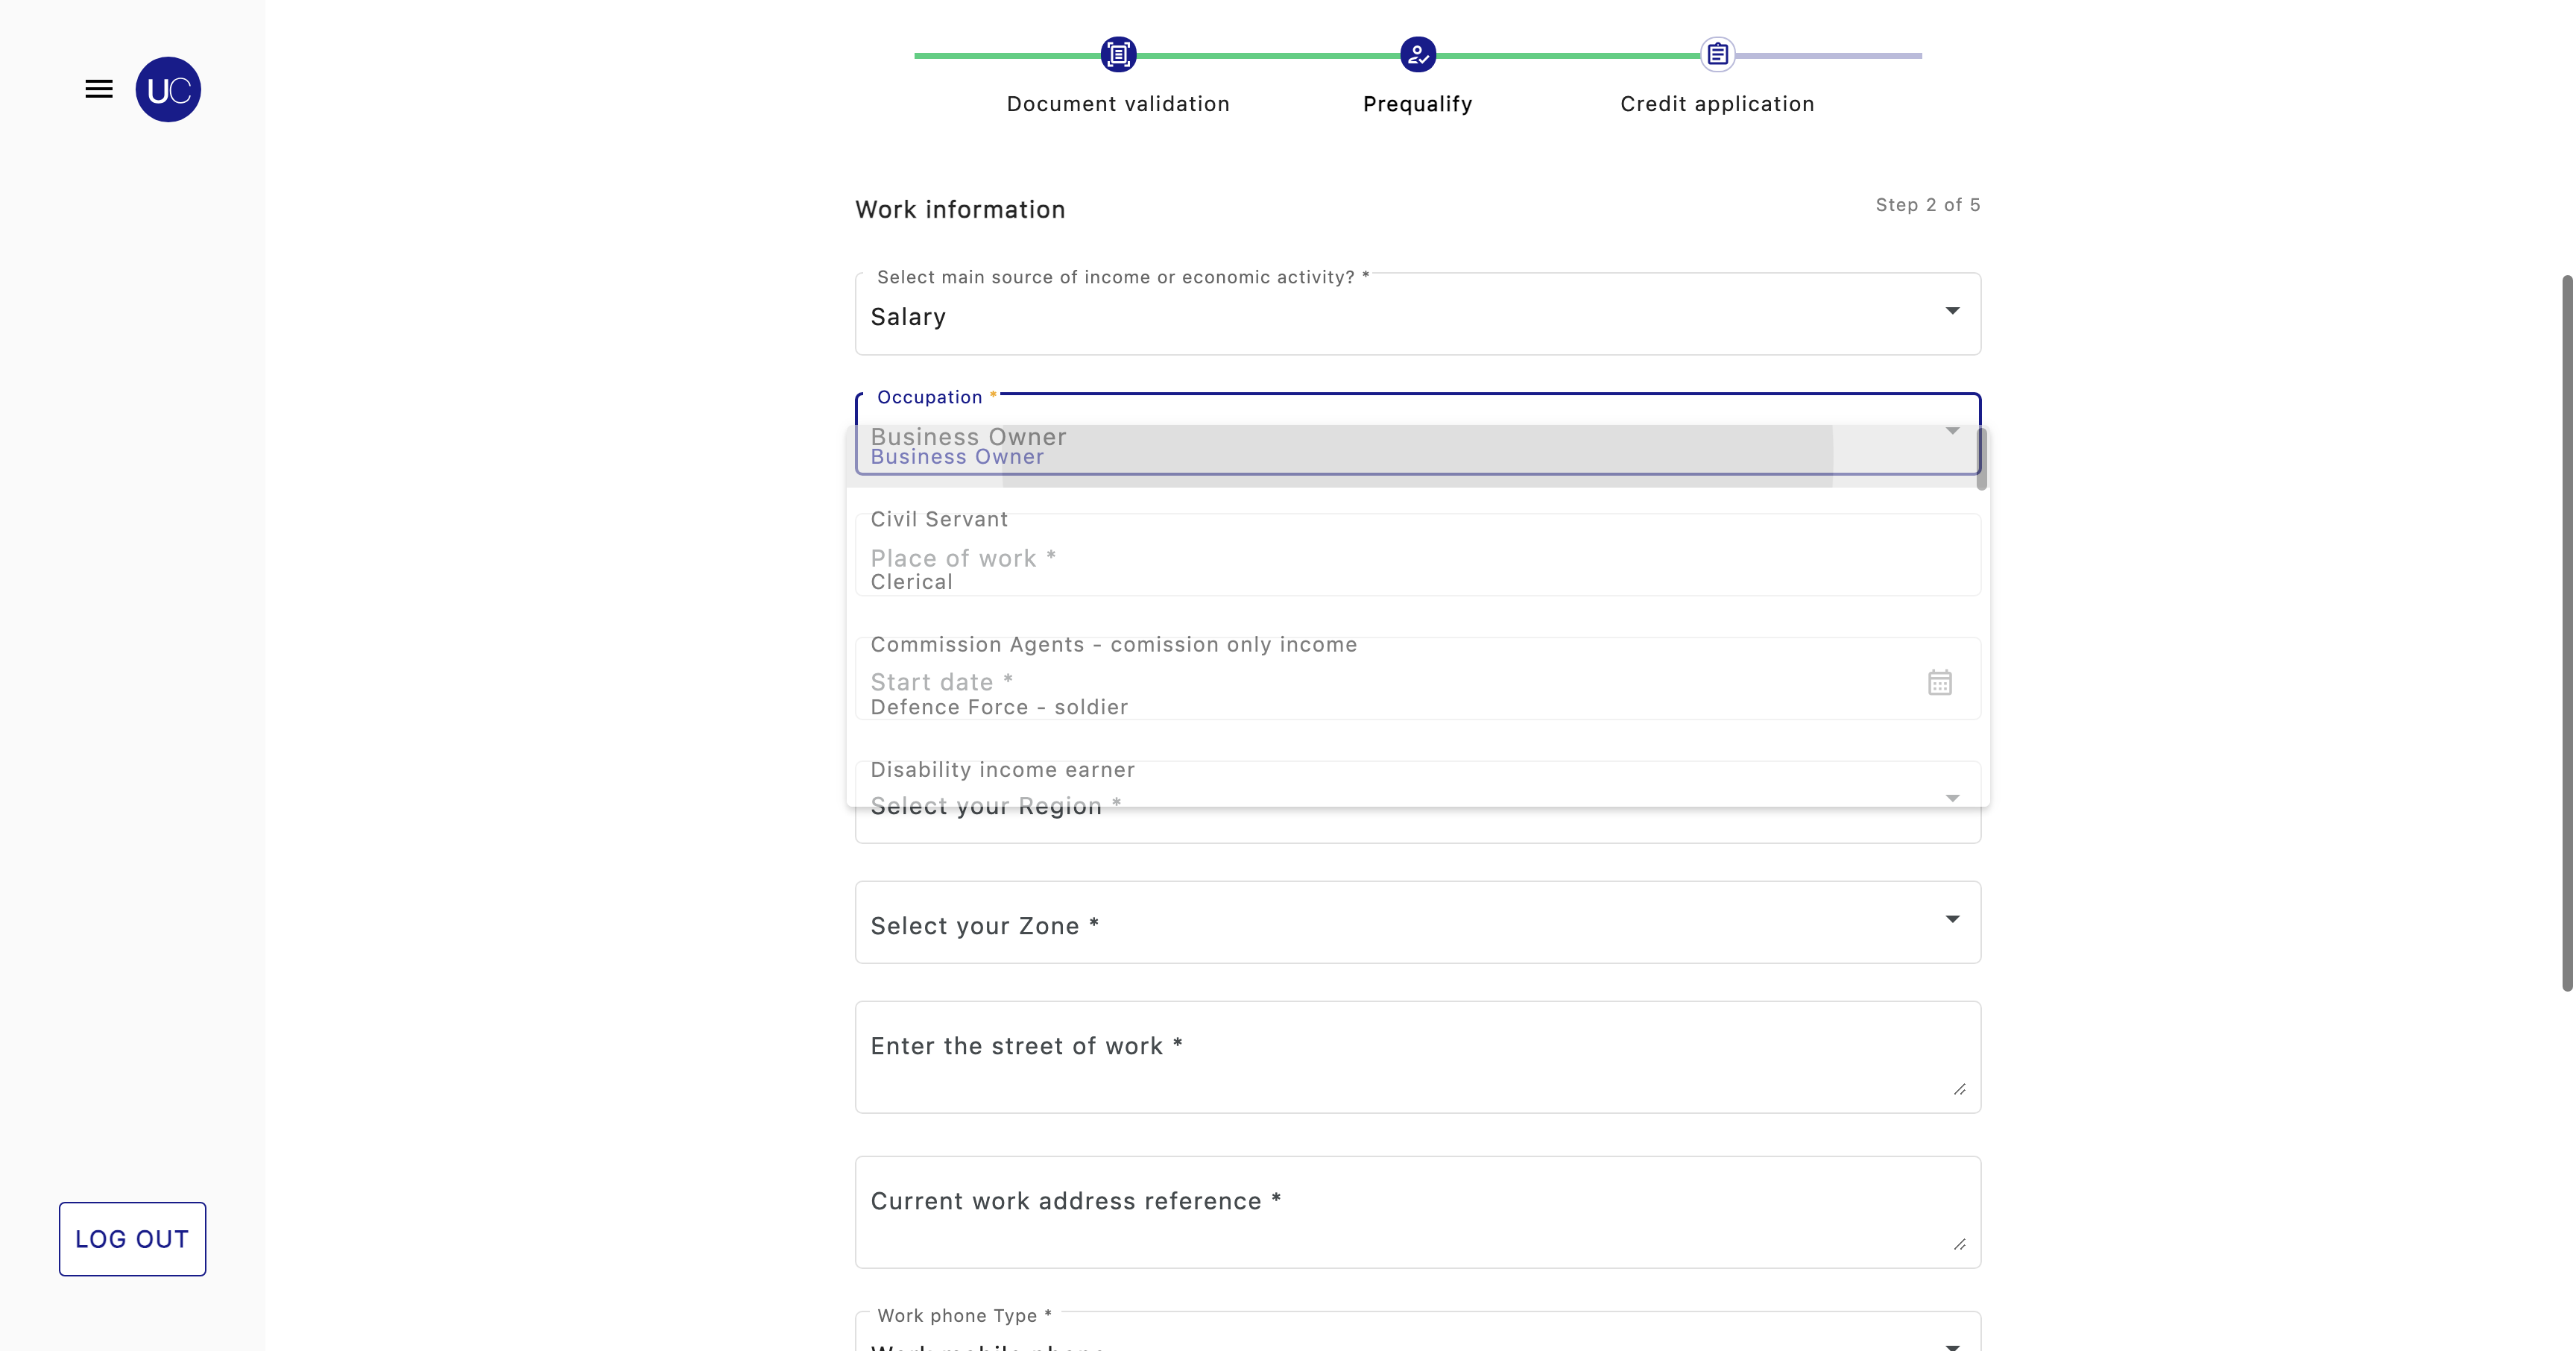 UC
Document validation
Prequalify
Credit application
Work information
Step 2 of 5
Select main source of income or economic activity? *
Salary
Occupation *
Business Owner
Business Owner
Civil Servant
Place of work *
Clerical
Commission Agents - comission only income
Start date *
Defence Force - soldier
Disability income earner
Select your Region *
Select your Zone *
Enter the street of work *
Current work address reference *
LOG OUT
Work phone Type *
Work mobile phone